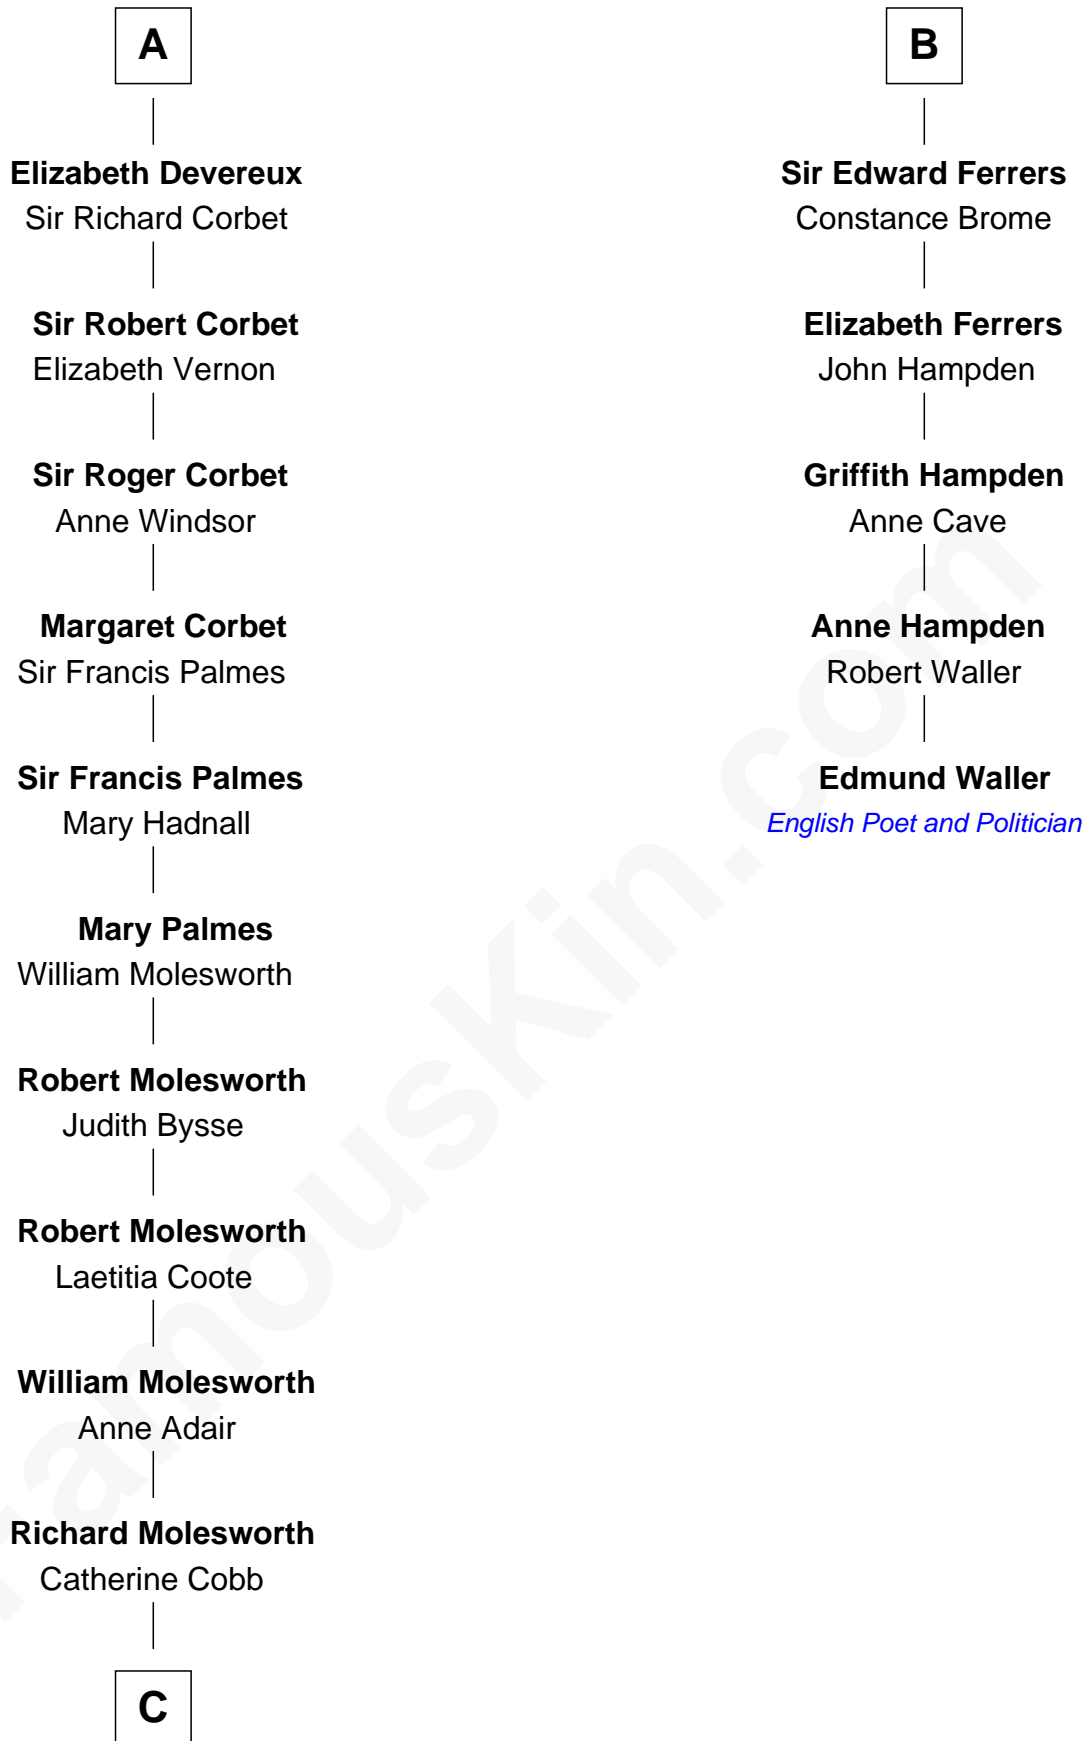 A
Elizabeth Devereux
Sir Richard Corbet
Sir Robert Corbet
Elizabeth Vernon
Sir Roger Corbet
Anne Windsor
Margaret Corbet
Sir Francis Palmes
Sir Francis Palmes
Mary Hadnall
Mary Palmes
William Molesworth
Robert Molesworth
Judith Bysse
Robert Molesworth
Laetitia Coote
William Molesworth
Anne Adair
Richard Molesworth
Catherine Cobb
C
B
Sir Edward Ferrers
Constance Brome
Elizabeth Ferrers
John Hampden
Griffith Hampden
Anne Cave
Anne Hampden
Robert Waller
Edmund Waller
English Poet and Politician
FamousKin.com